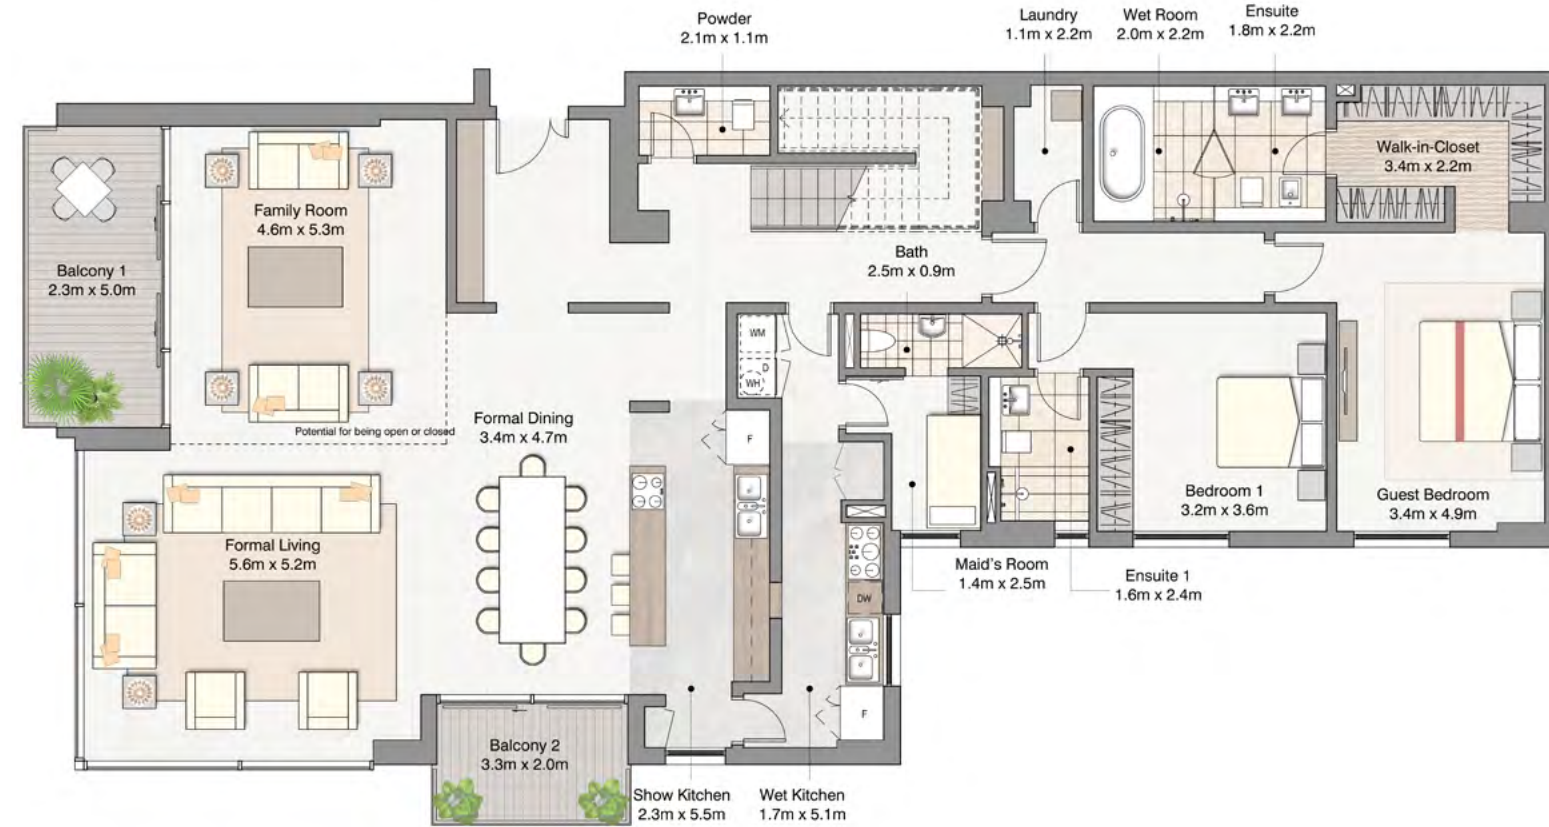 Powder
2.1m x 1.1m
Laundry
1.1m x 2.2m
Wet Room
2.0m x 2.2m
Ensuite
1.8m x 2.2m
Walk-in-Closet
3.4m x 2.2m
Family Room
4.6m x 5.3m
Balcony 1
2.3m x 5.0m
Bath
2.5m x 0.9m
WM
D
WH
Potential for being open or closed
Formal Dining
3.4m x 4.7m
F
Bedroom 1
3.2m x 3.6m
Guest Bedroom
3.4m x 4.9m
Formal Living
5.6m x 5.2m
Maid's Room
1.4m x 2.5m
Ensuite 1
1.6m x 2.4m
DW
F
Balcony 2
3.3m x 2.0m
Show Kitchen
2.3m x 5.5m
Wet Kitchen
1.7m x 5.1m